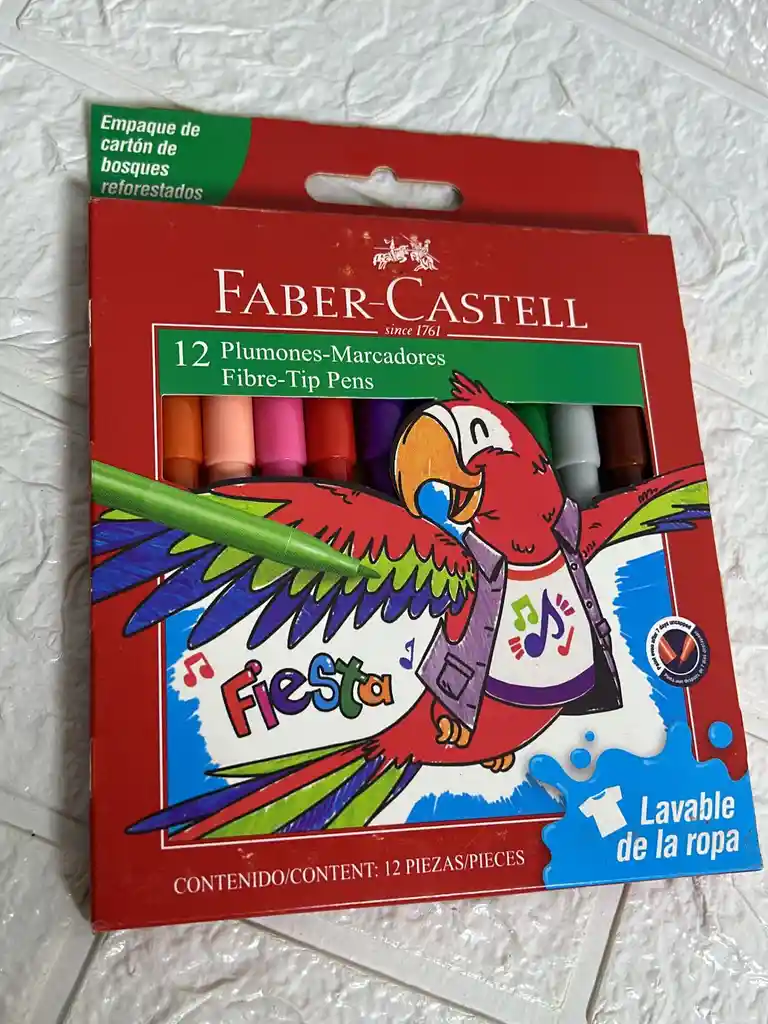 Empaque de
cartón de
bosques
reforestados
FABER-CASTELL
since 1761
12 Plumones-Marcadores
Fibre-Tip Pens
Fiesta
Lavable
de la ropa
CONTENIDO/CONTENT: 12 PIEZAS/PIECES